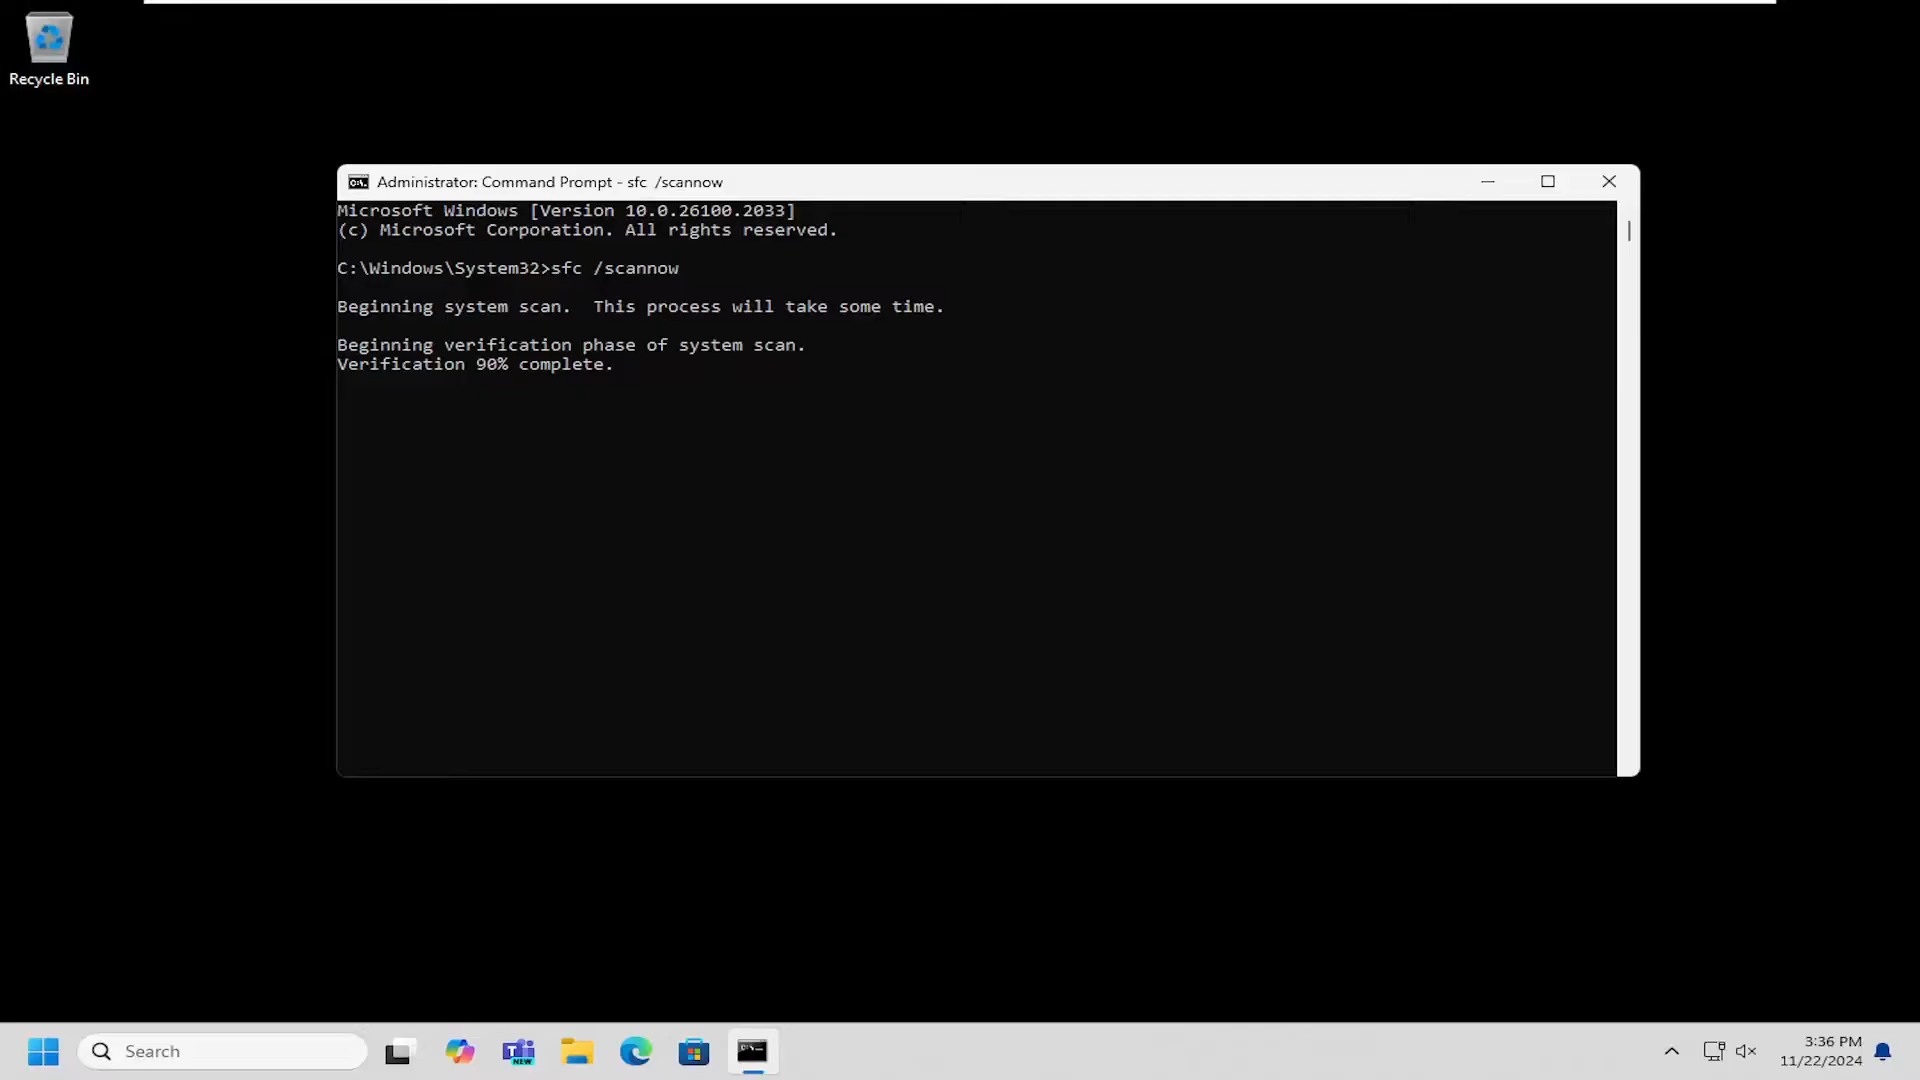 Recycle Bin
Administrator: Command Prompt - sfc  /scannow
Microsoft Windows [Version 10.0.26100.2033]
(c) Microsoft Corporation. All rights reserved.
C:\Windows\System32>sfc /scannow
Beginning system scan.  This process will take some time.
Beginning verification phase of system scan.
Verification 90% complete.
Search
NEW
3:36 PM
11/22/2024